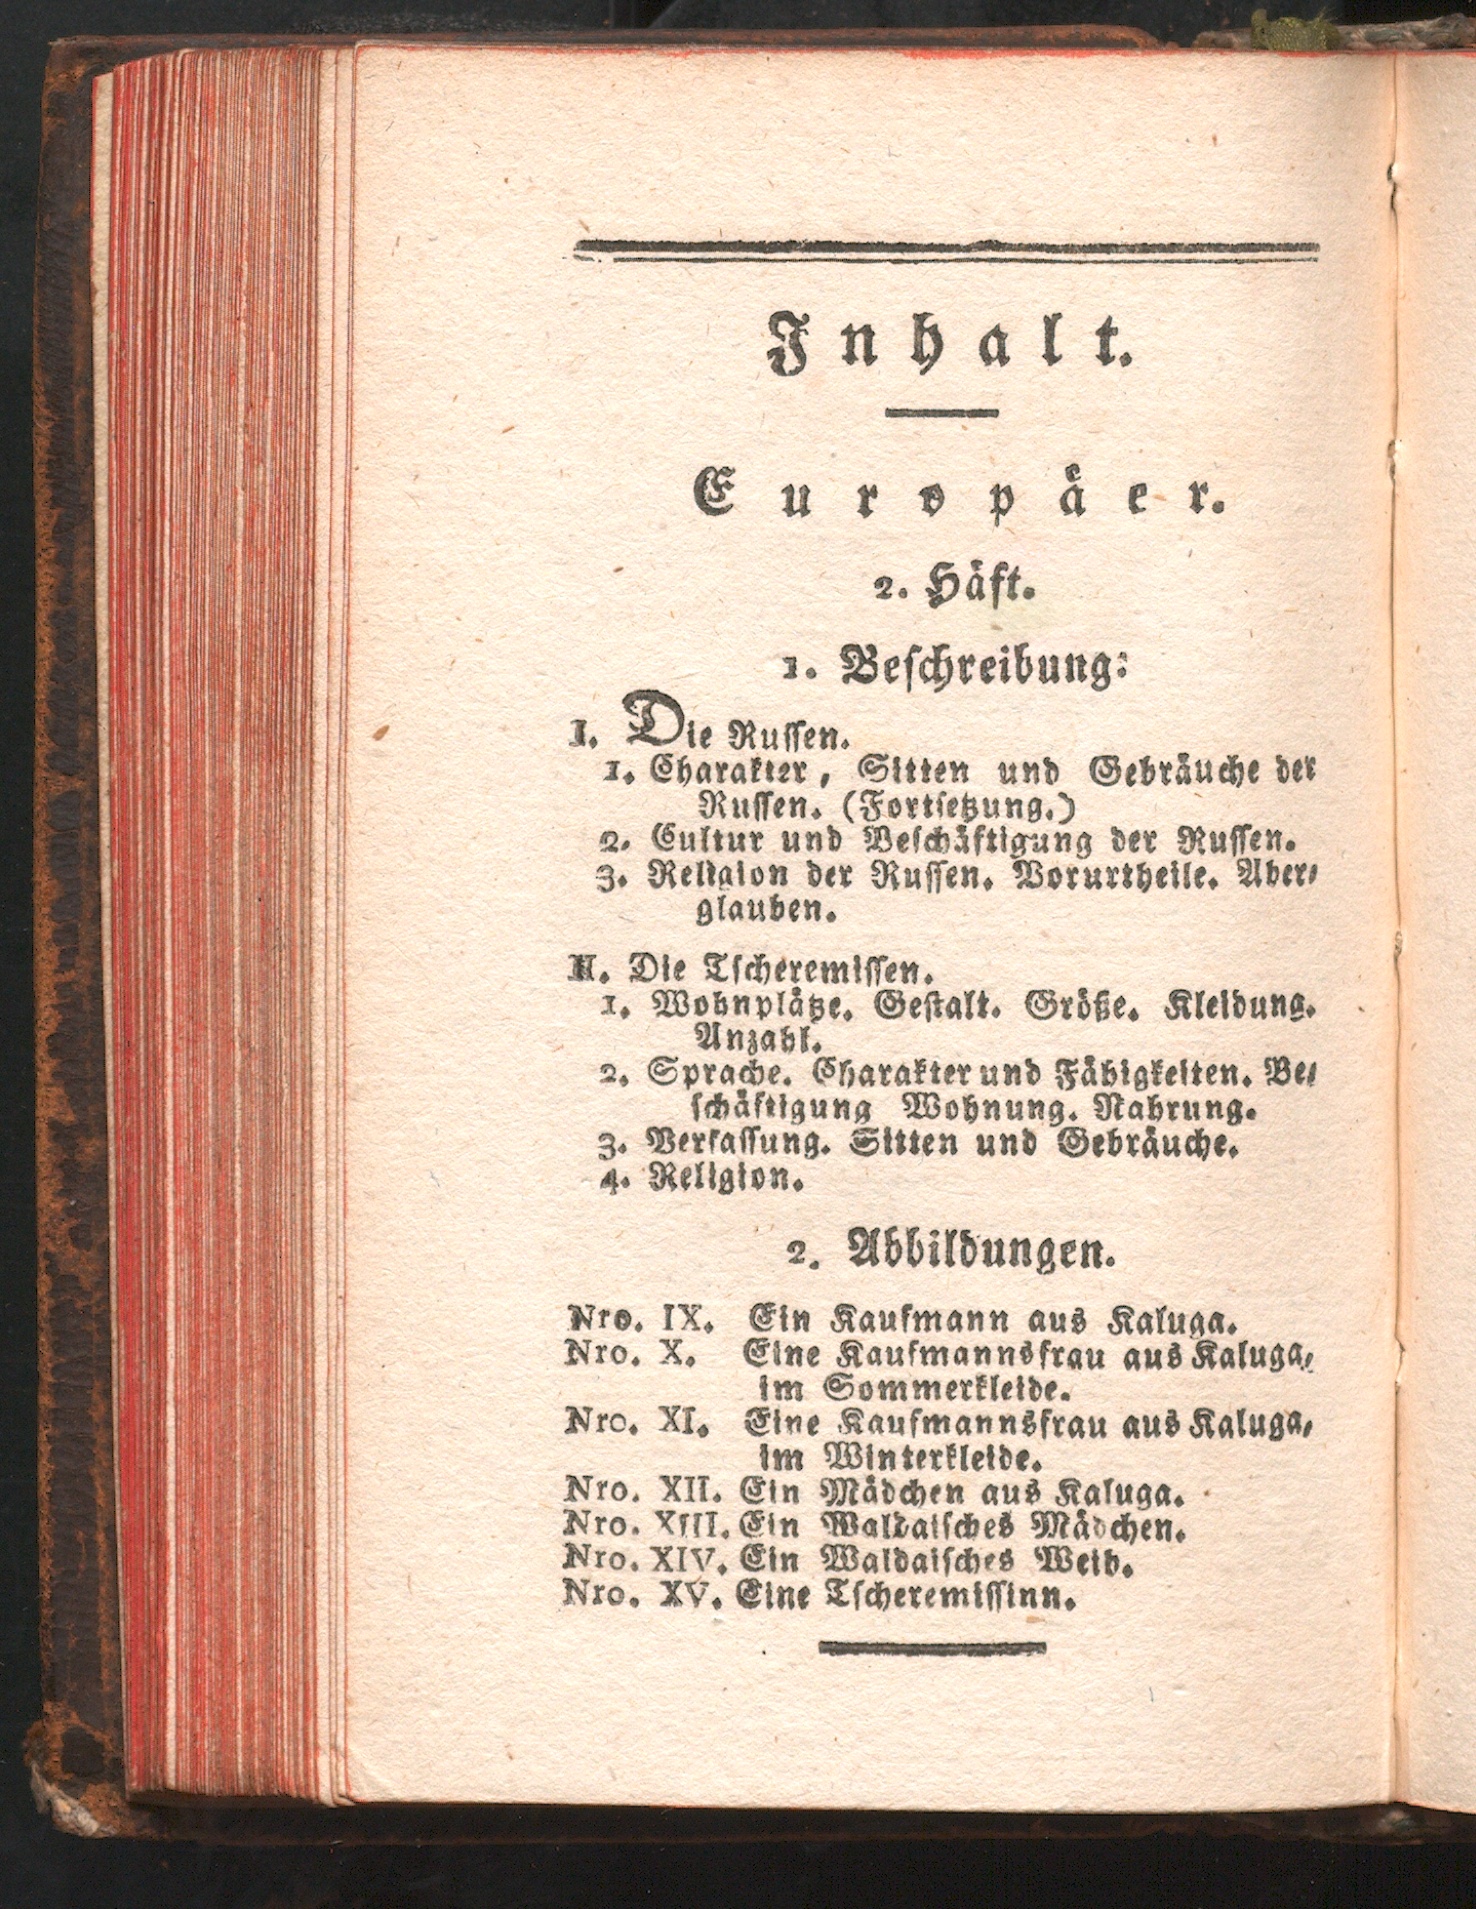 Inhalt.
Europäer.
2. Häft.
1. Beſchreibung:
I. Die Ruſſen.
1. Charakter, Sitten und Gebräuche der
Ruſſen. (Fortſetzung.)
2. Cultur und Beſchäftigung der Ruſſen.
3. Religion der Ruſſen. Vorurtheile. Aber-
glauben.
II. Die Tſcheremiſſen.
1. Wohnplätze. Geſtalt. Größe. Kleidung.
Anzahl.
2. Sprache. Charakter und Fähigkeiten. Be-
ſchäftigung Wohnung. Nahrung.
3. Verfaſſung. Sitten und Gebräuche.
4. Religion.
2. Abbildungen.
Nro. IX. Ein Kaufmann aus Kaluga.
Nro. X. Eine Kaufmannsfrau aus Kaluga,
im Sommerkleide.
Nro. XI. Eine Kaufmannsfrau aus Kaluga,
im Winterkleide.
Nro. XII. Ein Mädchen aus Kaluga.
Nro. XIII. Ein Waldaiſches Mädchen.
Nro. XIV. Ein Waldaiſches Weib.
Nro. XV. Eine Tſcheremiſſinn.